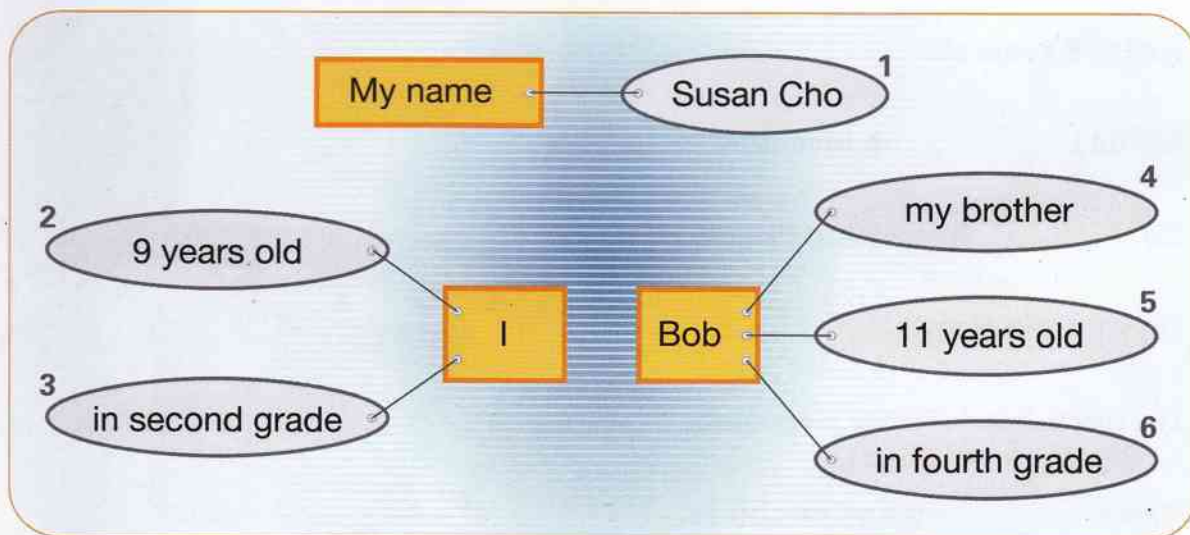 My name
1
Susan Cho
2
9 years old
3
in second grade
I
Bob
4
my brother
5
11 years old
6
in fourth grade